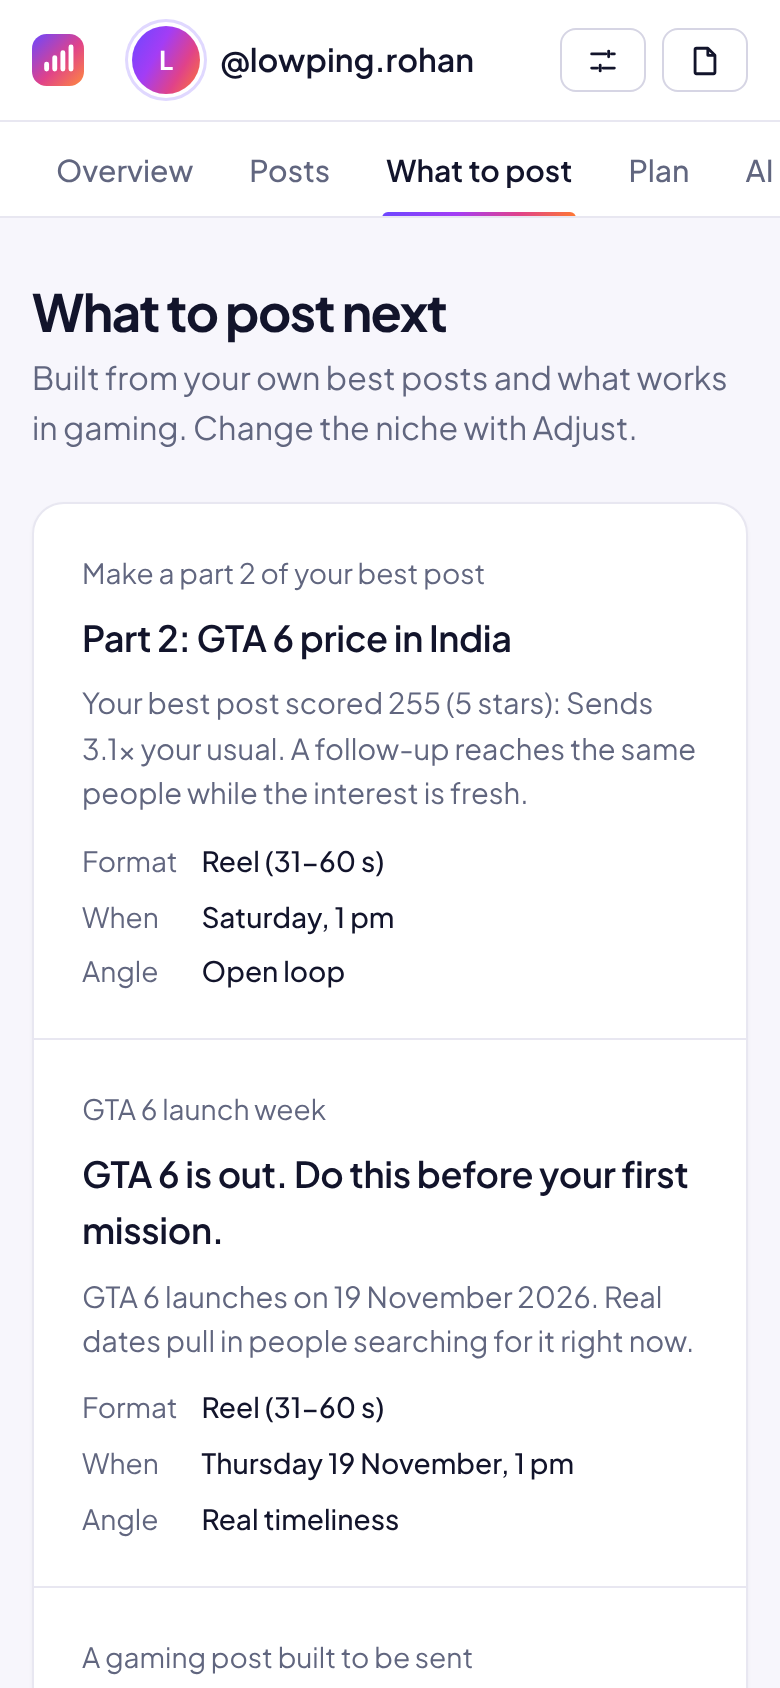 L @lowping.rohan
Overview Posts What to post Plan AI
What to post next
Built from your own best posts and what works
in gaming. Change the niche with Adjust.
Make a part 2 of your best post
Part 2: GTA 6 price in India
Your best post scored 255 (5 stars): Sends
3.1× your usual. A follow-up reaches the same
people while the interest is fresh.
Format Reel (31–60 s)
When Saturday, 1 pm
Angle Open loop
GTA 6 launch week
GTA 6 is out. Do this before your first
mission.
GTA 6 launches on 19 November 2026. Real
dates pull in people searching for it right now.
Format Reel (31–60 s)
When Thursday 19 November, 1 pm
Angle Real timeliness
A gaming post built to be sent